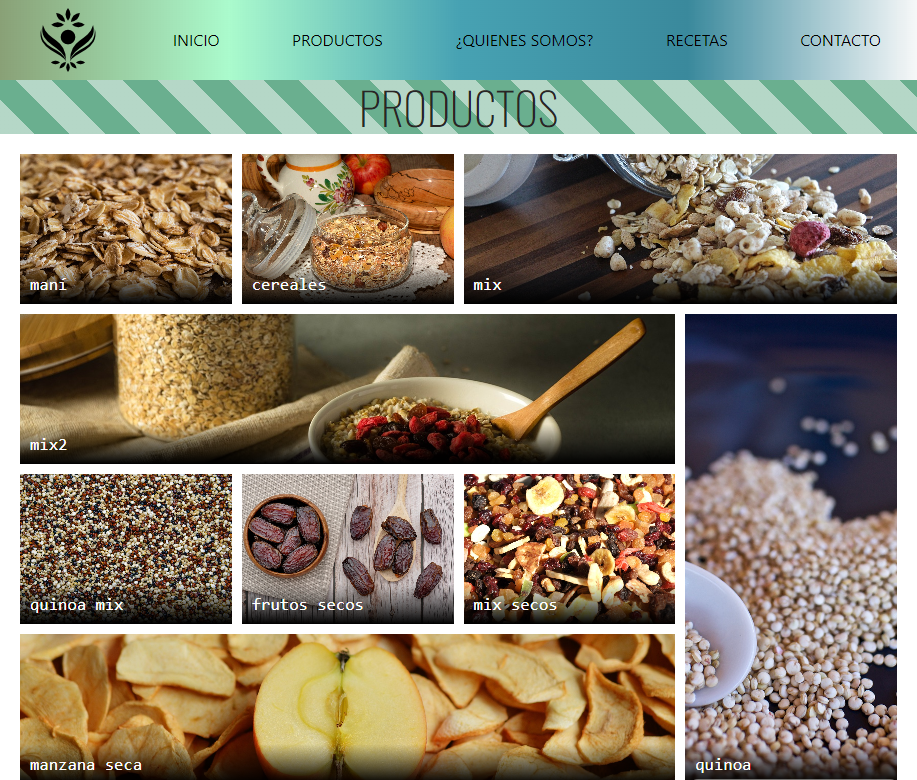 INICIO
PRODUCTOS
¿QUIENES SOMOS?
RECETAS
CONTACTO
PRODUCTOS
mani
cereales
mix
mix2
quinoa mix
frutos secos
mix secos
manzana seca
quinoa